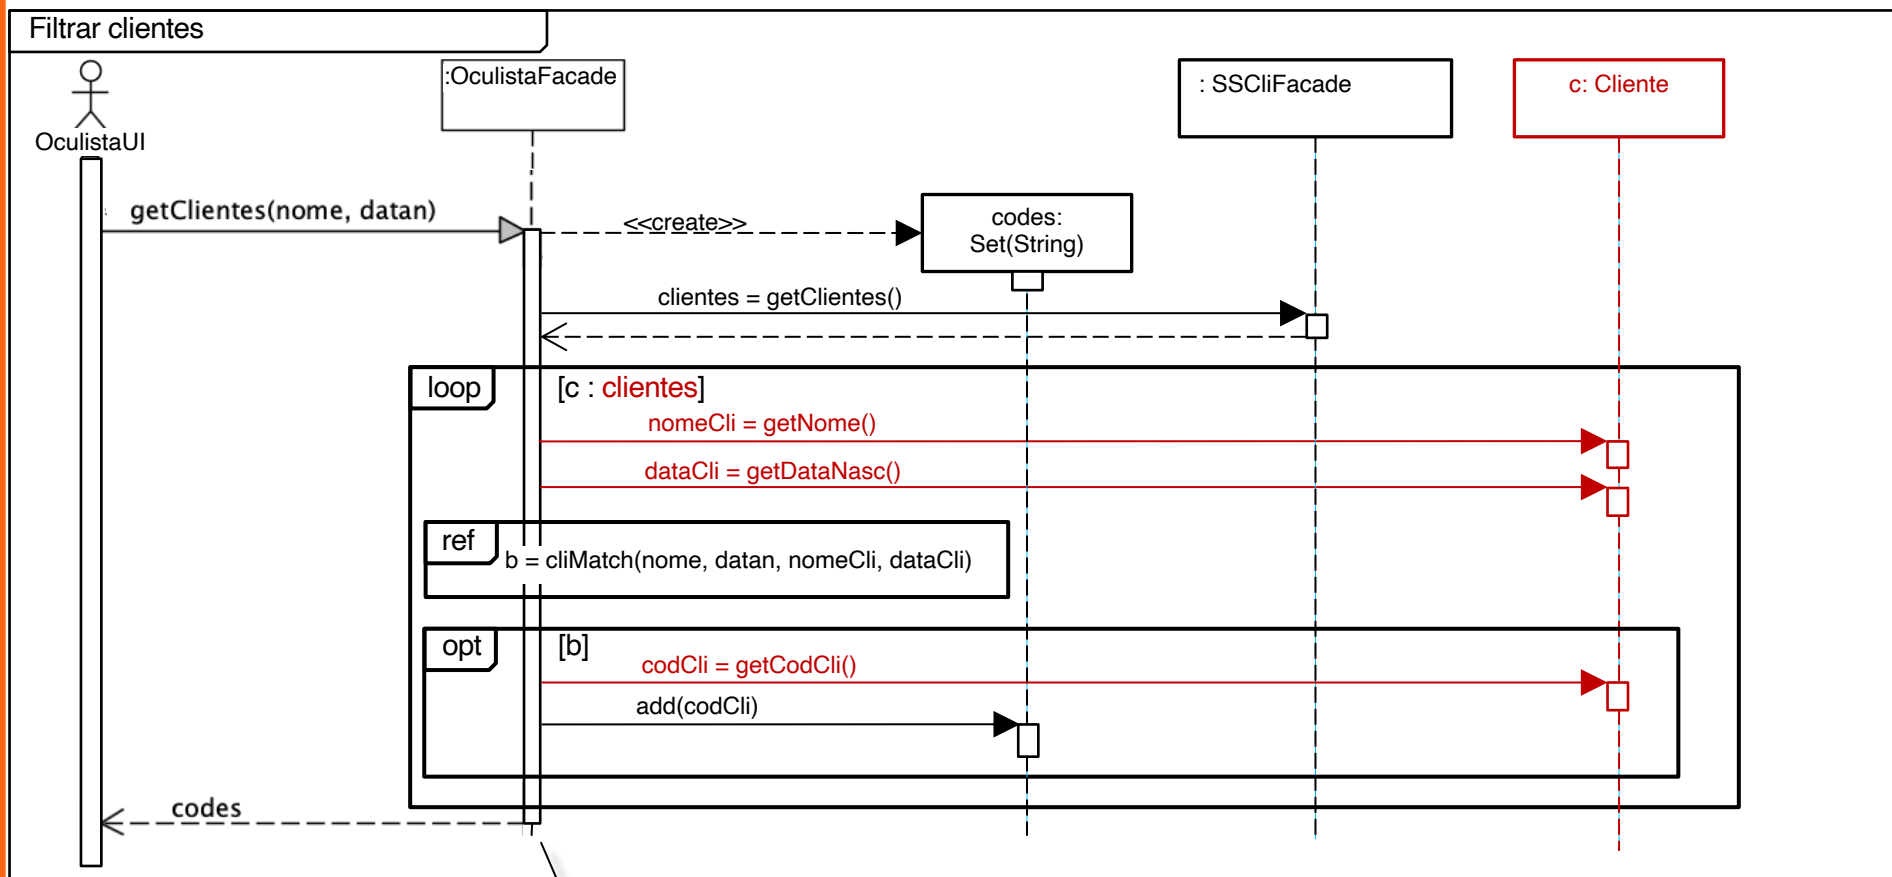 Filtrar clientes
:OculistaFacade
: SSCliFacade
c: Cliente
OculistaUI
getClientes(nome, datan)
<<create>>
codes:
Set(String)
clientes = getClientes()
loop
[c : clientes]
nomeCli = getNome()
dataCli = getDataNasc()
ref
b = cliMatch(nome, datan, nomeCli, dataCli)
opt
[b]
codCli = getCodCli()
add(codCli)
codes